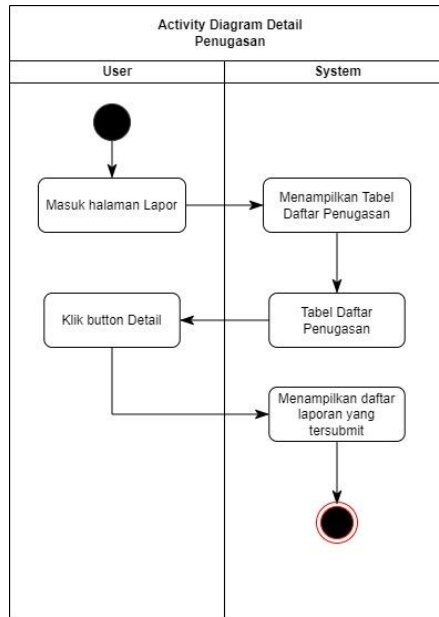 Activity Diagram Detail
Penugasan
User
System
Masuk halaman Lapor
Menampilkan Tabel
Daftar Penugasan
Klik button Detail
Tabel Daftar
Penugasan
Menampilkan daftar
laporan yang
tersubmit